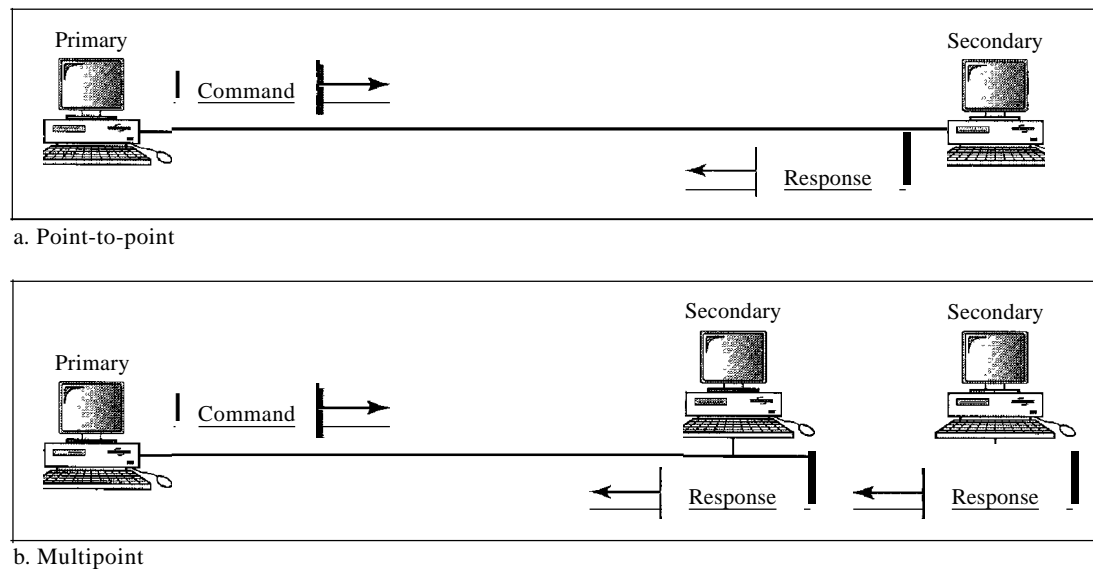 Primary
Secondary
Command
Response
a. Point-to-point
Secondary
Secondary
Primary
Command
Response
Response
b. Multipoint